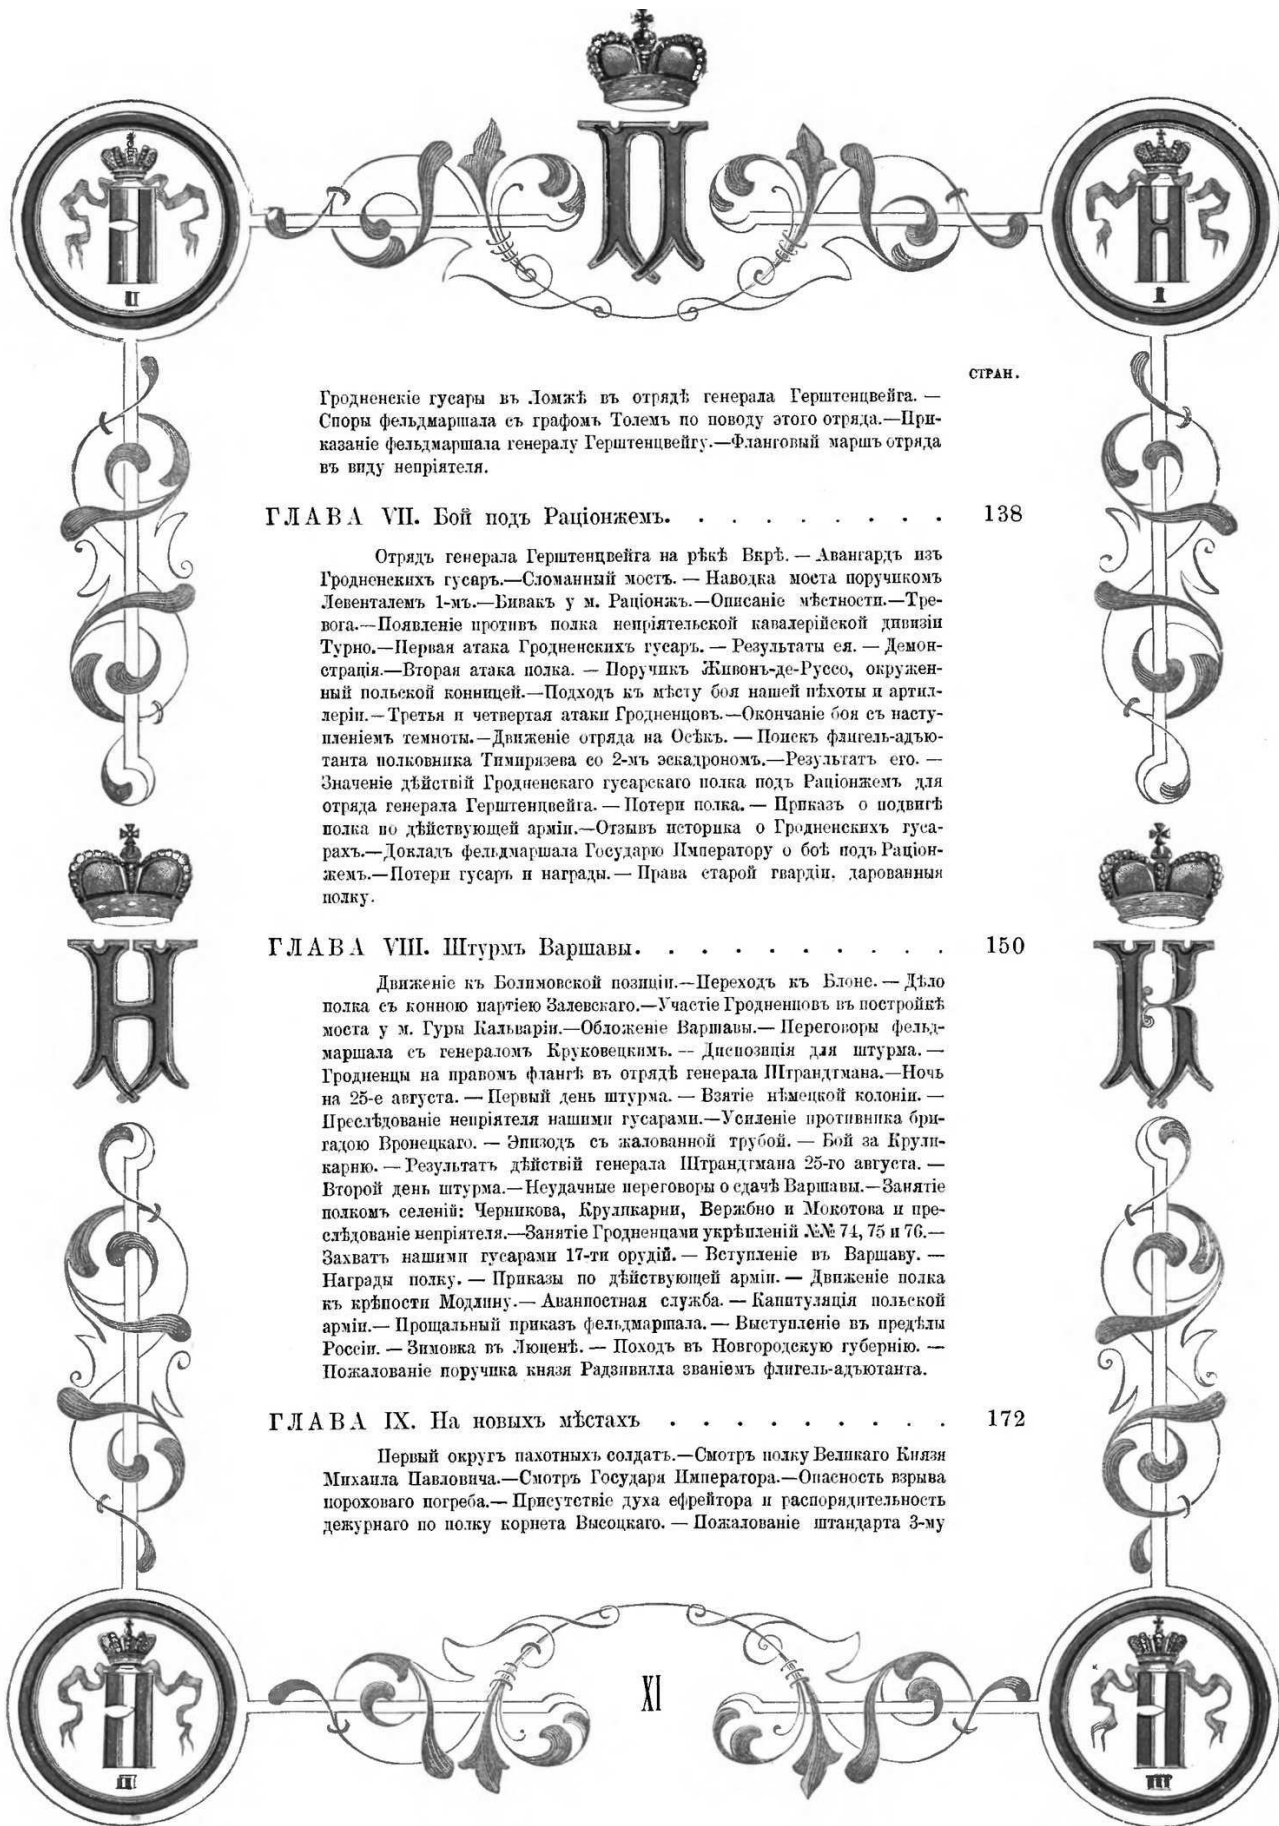 П
II
I
СТРАН.
Гродненскіе гусары въ Ломжѣ въ отрядѣ генерала Герштенцвейга. —
Споры фельдмаршала съ графомъ Толемъ по поводу этого отряда.—При-
казаніе фельдмаршала генералу Герштенцвейгу.—Фланговый маршъ отряда
въ виду непріятеля.
ГЛАВА VII. Бой подъ Раціонжемъ. . . . . . . . . . 138
Отрядъ генерала Герштенцвейга на рѣкѣ Вкрѣ. — Авангардъ изъ
Гродненскихъ гусаръ.—Сломанный мостъ. — Наводка моста поручикомъ
Левенталемъ 1-мъ.—Бивакъ у м. Раціонжъ.—Описаніе мѣстности.—Тре-
вога.—Появленіе противъ полка непріятельской кавалерійской дивизіи
Турно.—Первая атака Гродненскихъ гусаръ. — Результаты ея. — Демон-
страція.—Вторая атака полка. — Поручикъ Живонъ-де-Руссо, окружен-
ный польской конницей.—Подходъ къ мѣсту боя нашей пѣхоты и артил-
леріи.—Третья и четвертая атаки Гродненцовъ.—Окончаніе боя съ насту-
пленіемъ темноты.—Движеніе отряда на Осѣкъ. — Поискъ флигель-адъю-
танта полковника Тимирязева со 2-мъ эскадрономъ.—Результатъ его. —
Значеніе дѣйствій Гродненскаго гусарскаго полка подъ Раціонжемъ для
отряда генерала Герштенцвейга. — Потери полка. — Приказъ о подвигѣ
полка по дѣйствующей арміи.—Отзывъ историка о Гродненскихъ гуса-
рахъ.—Докладъ фельдмаршала Государю Императору о боѣ подъ Раціон-
жемъ.—Потери гусаръ и награды.— Права старой гвардіи, дарованныя
полку.
Н
К
ГЛАВА VIII. Штурмъ Варшавы. . . . . . . . . . . 150
Движеніе къ Болимовской позиціи.—Переходъ къ Блоне. — Дѣло
полка съ конною партіею Залевскаго.—Участіе Гродненцовъ въ постройкѣ
моста у м. Гуры Кальваріи.—Обложеніе Варшавы.— Переговоры фельд-
маршала съ генераломъ Круковецкимъ. — Диспозиція для штурма. —
Гродненцы на правомъ флангѣ въ отрядѣ генерала Штрандтмана.—Ночь
на 25-е августа. — Первый день штурма. — Взятіе нѣмецкой колоніи. —
Преслѣдованіе непріятеля нашими гусарами.—Усиленіе противника бри-
гадою Вронецкаго. — Эпизодъ съ жалованной трубой. — Бой за Крули-
карню. — Результатъ дѣйствій генерала Штрандтмана 25-го августа. —
Второй день штурма.—Неудачные переговоры о сдачѣ Варшавы.—Занятіе
полкомъ селеній: Черникова, Круликарни, Вержбно и Мокотова и пре-
слѣдованіе непріятеля.—Занятіе Гродненцами укрѣпленій №№ 74, 75 и 76.—
Захватъ нашими гусарами 17-ти орудій. — Вступленіе въ Варшаву. —
Награды полку. — Приказы по дѣйствующей арміи. — Движеніе полка
къ крѣпости Модлину.— Аванпостная служба. — Капитуляція польской
арміи.— Прощальный приказъ фельдмаршала. — Выступленіе въ предѣлы
Россіи. — Зимовка въ Люценѣ. — Походъ въ Новгородскую губернію. —
Пожалованіе поручика князя Радзивилла званіемъ флигель-адъютанта.
ГЛАВА IX. На новыхъ мѣстахъ . . . . . . . . . . 172
Первый округъ пахотныхъ солдатъ.—Смотръ полку Великаго Князя
Михаила Павловича.—Смотръ Государя Императора.—Опасность взрыва
пороховаго погреба.— Присутствіе духа ефрейтора и распорядительность
дежурнаго по полку корнета Высоцкаго. — Пожалованіе штандарта 3-му
XI
III